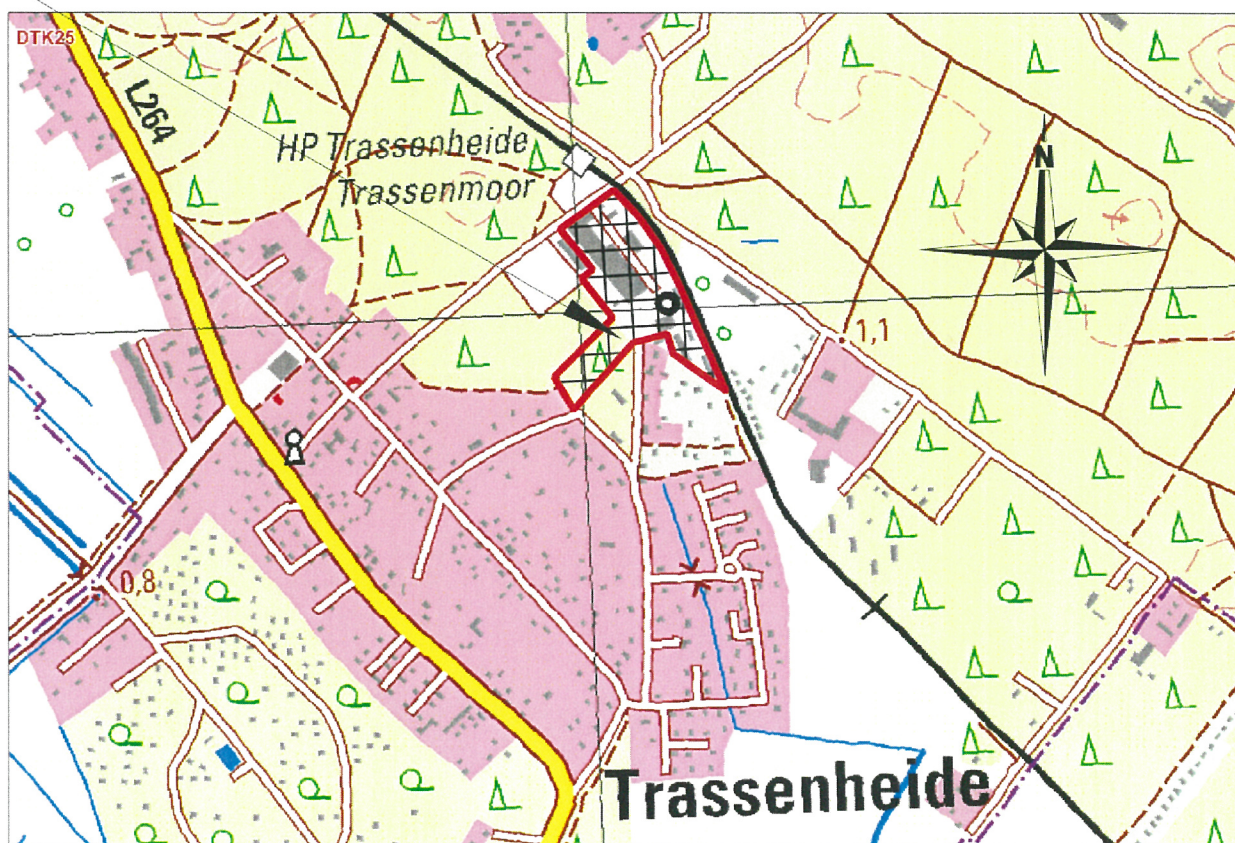 DTK25
L264
HP Trassenheide
Trassenmoor
N
1,1
0,8
Trassenheide